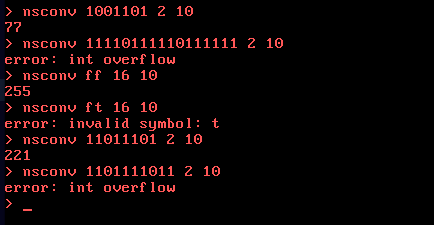 > nsconv 1001101 2 10
77
> nsconv 11110111110111111 2 10
error: int overflow
> nsconv ff 16 10
255
> nsconv ft 16 10
error: invalid symbol: t
> nsconv 11011101 2 10
221
> nsconv 1101111011 2 10
error: int overflow
> _